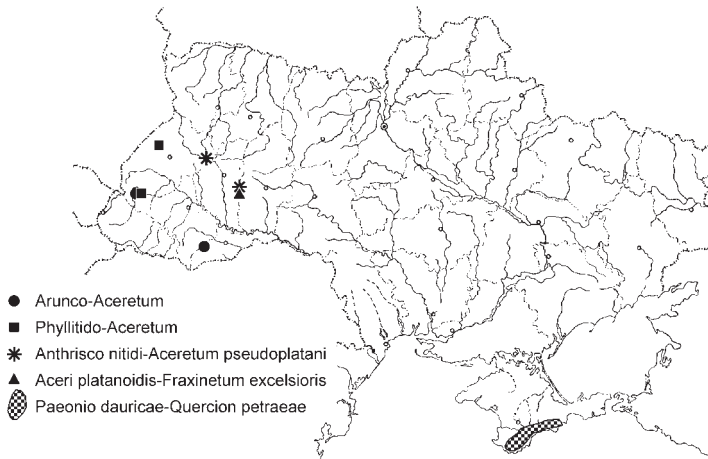 Arunco-Aceretum
Phyllitido-Aceretum
Anthrisco nitidi-Aceretum pseudoplatani
Aceri platanoidis-Fraxinetum excelsioris
Paeonio dauricae-Quercion petraeae